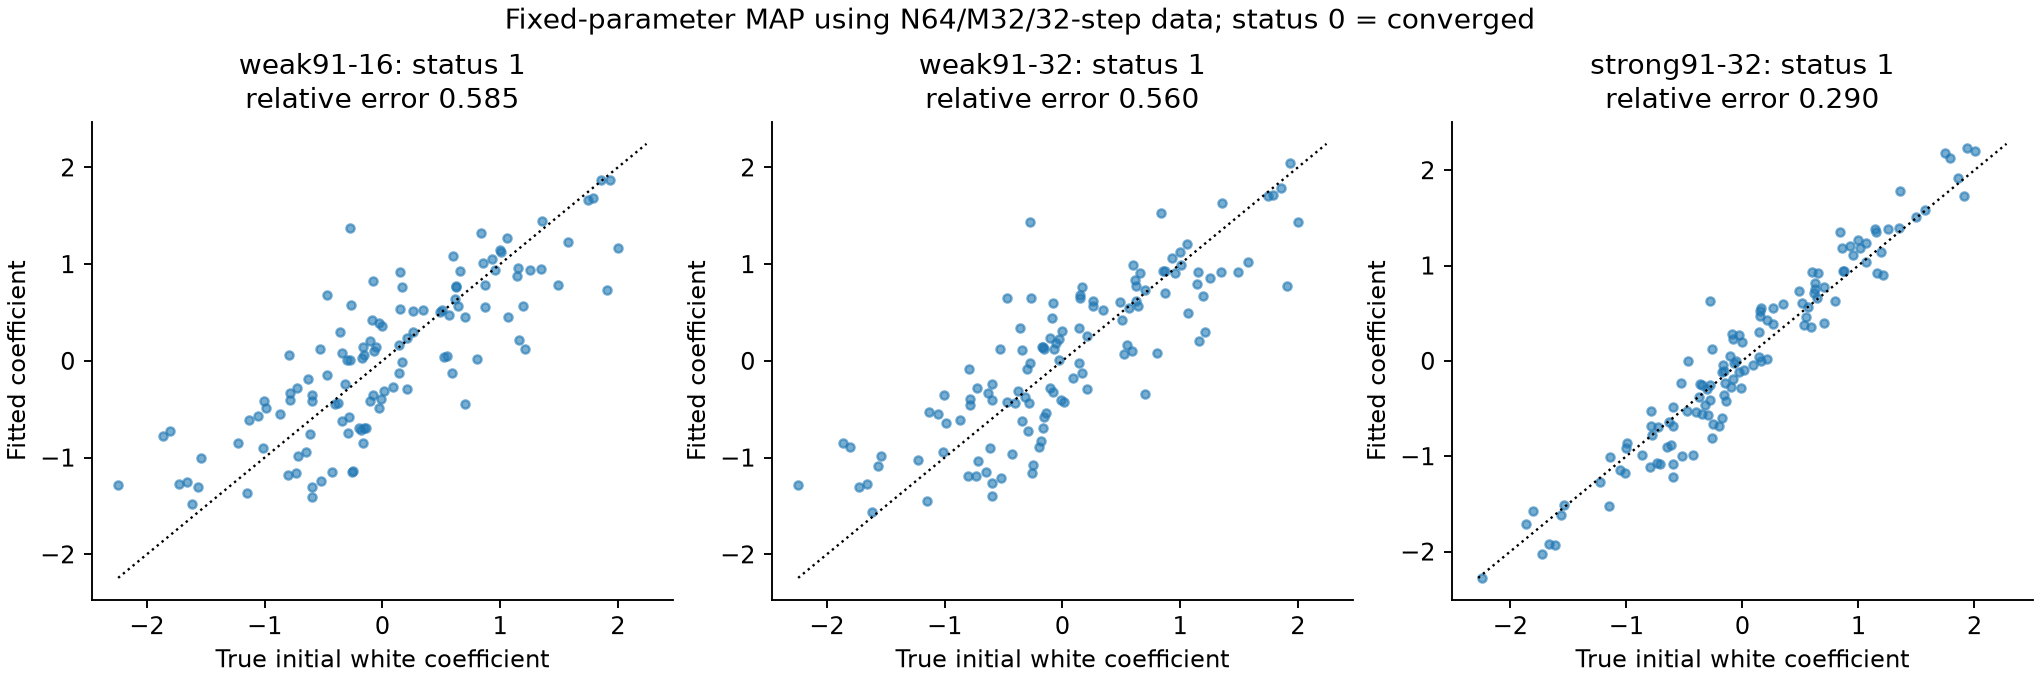 Fixed-parameter MAP using N64/M32/32-step data; status 0 = converged
weak91-16: status 1
relative error 0.585
Fitted coefficient
2
1
0
−1
−2
−2
−1
0
1
2
True initial white coefficient
weak91-32: status 1
relative error 0.560
Fitted coefficient
2
1
0
−1
−2
−2
−1
0
1
2
True initial white coefficient
strong91-32: status 1
relative error 0.290
Fitted coefficient
2
1
0
−1
−2
−2
−1
0
1
2
True initial white coefficient